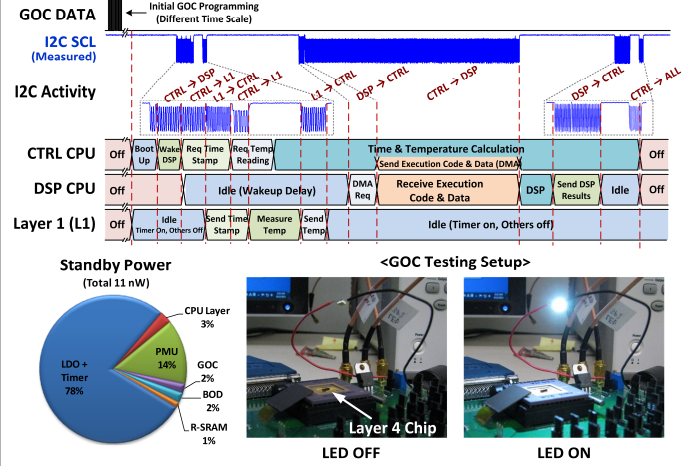 GOC DATA
Initial GOC Programming
(Different Time Scale)
I2C SCL
(Measured)
I2C Activity
CTRL → DSP
CTRL → L1
L1 → CTRL
CTRL → L1
L1 → CTRL
DSP → CTRL
CTRL → DSP
DSP → CTRL
CTRL → ALL
CTRL CPU
Off
Boot
Up
Wake
DSP
Req Time
Stamp
Req Temp
Reading
Time & Temperature Calculation
Send Execution Code & Data (DMA)
Off
DSP CPU
Off
Idle (Wakeup Delay)
DMA
Req
Receive Execution
Code & Data
DSP
Send DSP
Results
Idle
Off
Layer 1 (L1)
Off
Idle
Timer On, Others Off
Send Time
Stamp
Measure
Temp
Send
Temp
Idle (Timer on, Others off)
Standby Power
(Total 11 nW)
LDO +
Timer
78%
CPU Layer
3%
PMU
14%
GOC
2%
BOD
2%
R-SRAM
1%
<GOC Testing Setup>
Layer 4 Chip
LED OFF
LED ON